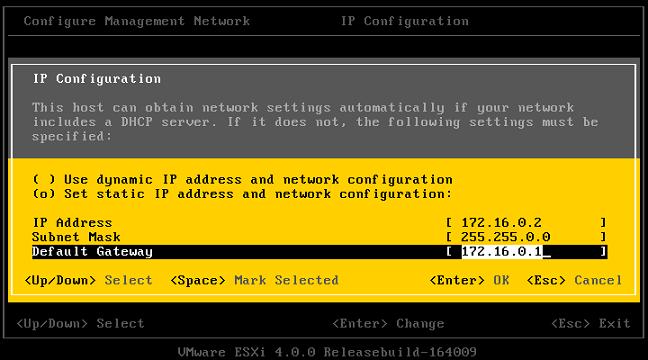 Configure Management Network IP Configuration
IP Configuration
This host can obtain network settings automatically if your network
includes a DHCP server. If it does not, the following settings must be
specified:
( ) Use dynamic IP address and network configuration
(o) Set static IP address and network configuration:
IP Address [ 172.16.0.2 ]
Subnet Mask [ 255.255.0.0 ]
Default Gateway [ 172.16.0.1_ ]
<Up/Down> Select <Space> Mark Selected <Enter> OK <Esc> Cancel
<Up/Down> Select <Enter> Change <Esc> Exit
VMware ESXi 4.0.0 Releasebuild-164009